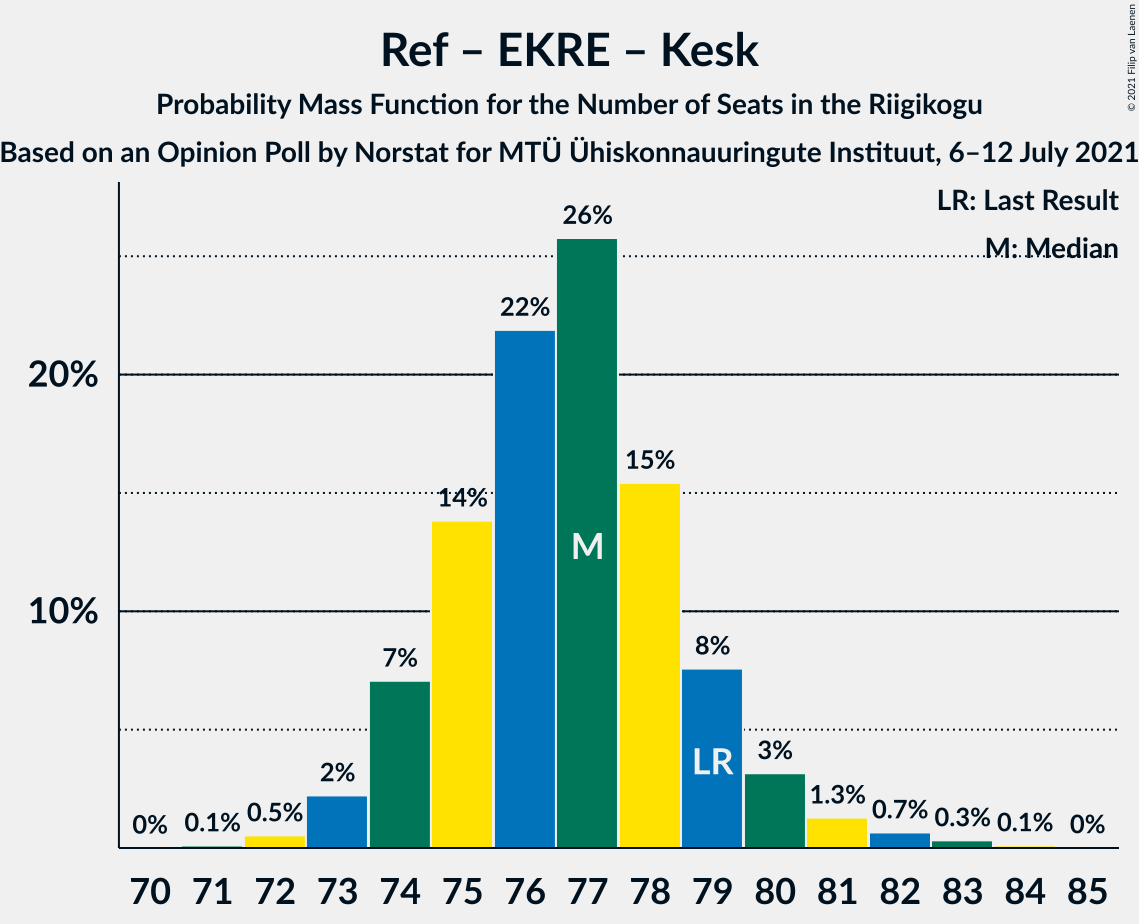 Ref – EKRE – Kesk
Probability Mass Function for the Number of Seats in the Riigikogu
Based on an Opinion Poll by Norstat for MTÜ Ühiskonnauuringute Instituut, 6–12 July 2021
© 2021 Filip van Laenen
LR: Last Result
M: Median
20%
10%
0%
0.1%
0.5%
2%
7%
14%
22%
26%
15%
8%
3%
1.3%
0.7%
0.3%
0.1%
0%
M
LR
70 71 72 73 74 75 76 77 78 79 80 81 82 83 84 85